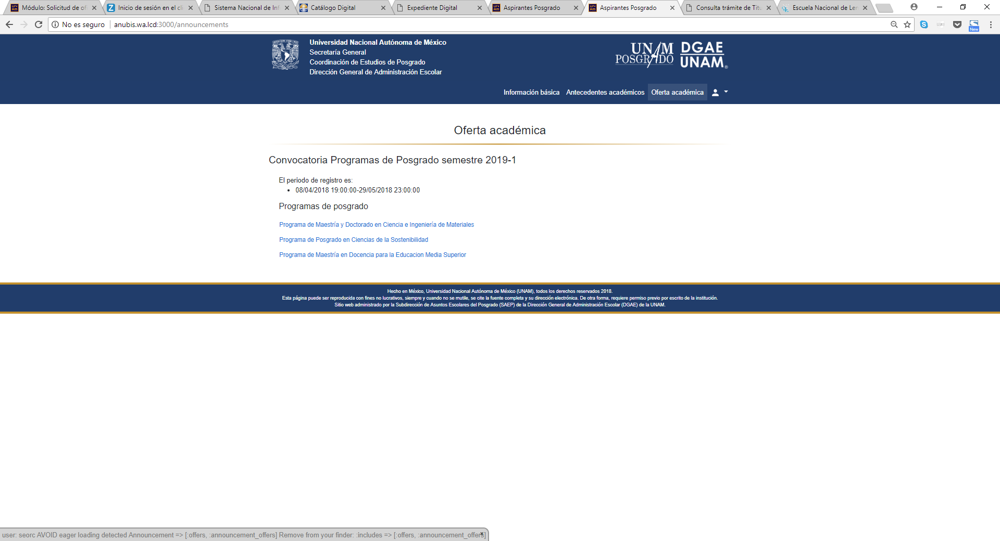 Módulo: Solicitud de of
Inicio de sesión en el cl
Sistema Nacional de Inf
Catálogo Digital
Expediente Digital
Aspirantes Posgrado
Aspirantes Posgrado
Consulta trámite de Titu
Escuela Nacional de Len
No es seguro
anubis.wa.lcd:3000/announcements
New
Universidad Nacional Autónoma de México
Secretaría General
Coordinación de Estudios de Posgrado
Dirección General de Administración Escolar
UNAM
POSGRADO
DGAE
UNAM®
Información básica
Antecedentes académicos
Oferta académica
Oferta académica
Convocatoria Programas de Posgrado semestre 2019-1
El periodo de registro es:
• 08/04/2018 19:00:00-29/05/2018 23:00:00
Programas de posgrado
Programa de Maestría y Doctorado en Ciencia e Ingeniería de Materiales
Programa de Posgrado en Ciencias de la Sostenibilidad
Programa de Maestría en Docencia para la Educacion Media Superior
Hecho en México, Universidad Nacional Autónoma de México (UNAM), todos los derechos reservados 2018.
Esta página puede ser reproducida con fines no lucrativos, siempre y cuando no se mutile, se cite la fuente completa y su dirección electrónica. De otra forma, requiere permiso previo por escrito de la institución.
Sitio web administrado por la Subdirección de Asuntos Escolares del Posgrado (SAEP) de la Dirección General de Administración Escolar (DGAE) de la UNAM.
user: seorc AVOID eager loading detected Announcement => [:offers, :announcement_offers] Remove from your finder: :includes => [:offers, :announcement_offers]